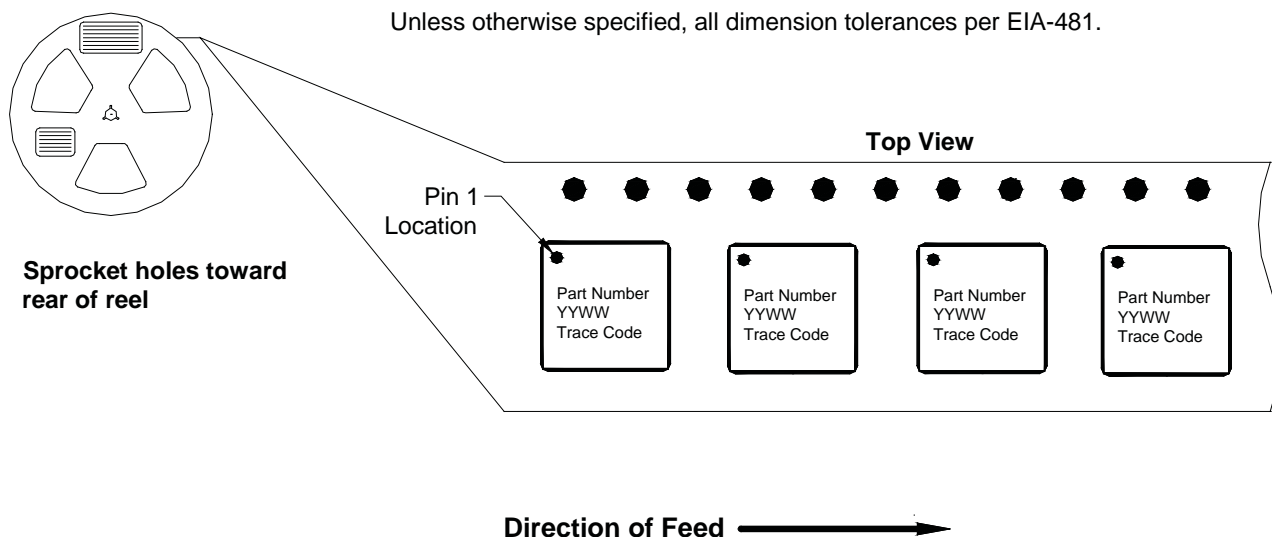 Unless otherwise specified, all dimension tolerances per EIA-481.
Top View
Pin 1
Location
Sprocket holes toward
rear of reel
Part Number
YYWW
Trace Code
Part Number
YYWW
Trace Code
Part Number
YYWW
Trace Code
Part Number
YYWW
Trace Code
Direction of Feed